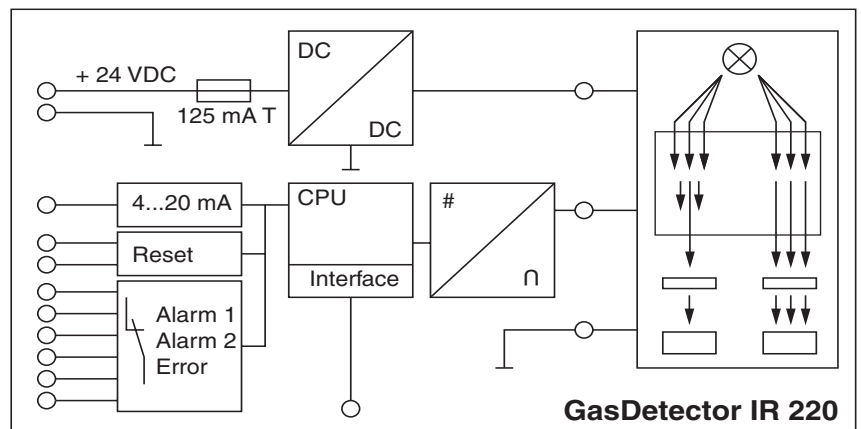 + 24 VDC
125 mA T
DC
DC
4...20 mA
Reset
Alarm 1
Alarm 2
Error
CPU
Interface
#
∩
GasDetector IR 220